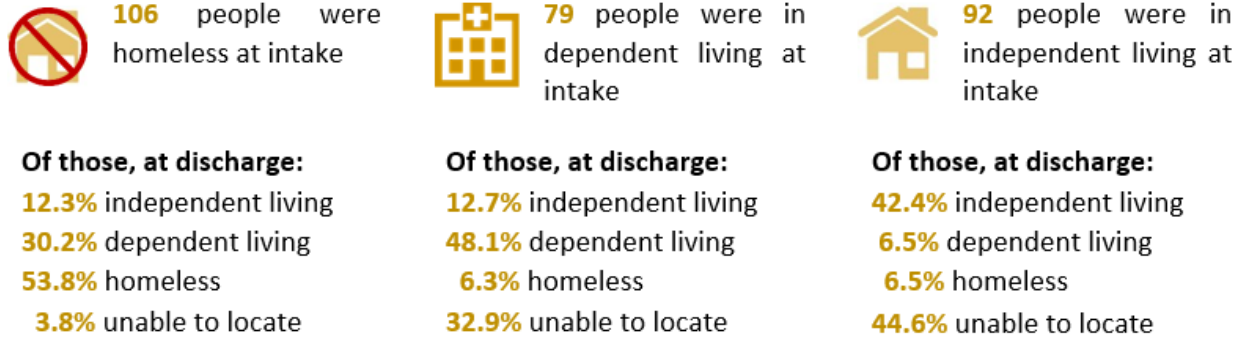 106 people were
homeless at intake
79 people were in
dependent living at
intake
92 people were in
independent living at
intake
Of those, at discharge:
12.3% independent living
30.2% dependent living
53.8% homeless
3.8% unable to locate
Of those, at discharge:
12.7% independent living
48.1% dependent living
6.3% homeless
32.9% unable to locate
Of those, at discharge:
42.4% independent living
6.5% dependent living
6.5% homeless
44.6% unable to locate